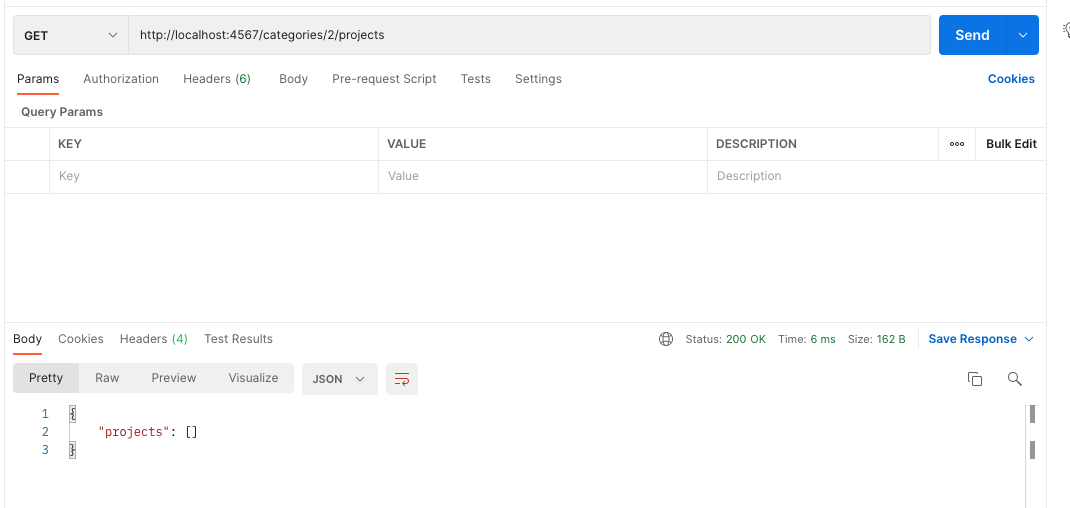 GET http://localhost:4567/categories/2/projects Send
Params Authorization Headers (6) Body Pre-request Script Tests Settings Cookies
Query Params
KEY VALUE DESCRIPTION ooo Bulk Edit
Key Value Description
Body Cookies Headers (4) Test Results Status: 200 OK Time: 6 ms Size: 162 B Save Response
Pretty Raw Preview Visualize JSON
1 {
2 "projects": []
3 }